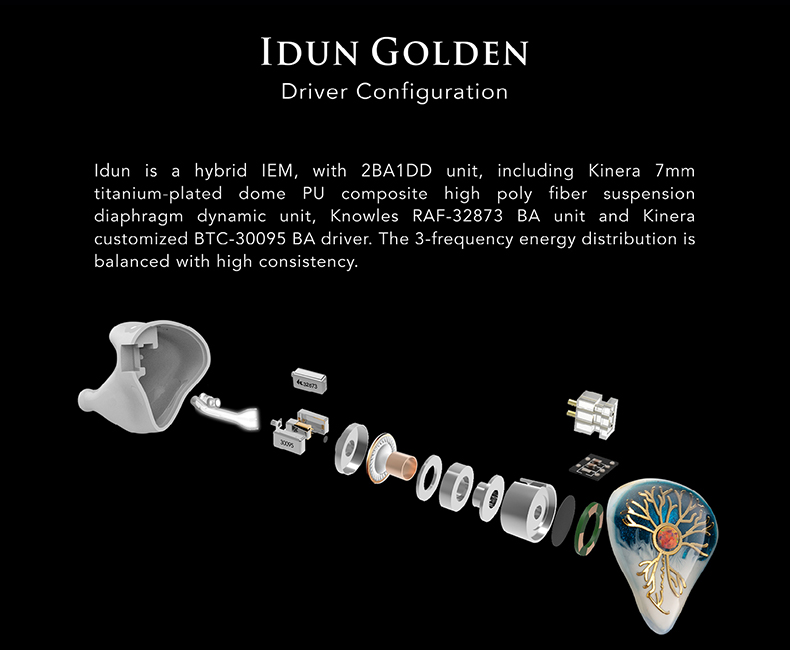 IDUN GOLDEN
Driver Configuration
Idun is a hybrid IEM, with 2BA1DD unit, including Kinera 7mm
titanium-plated dome PU composite high poly fiber suspension
diaphragm dynamic unit, Knowles RAF-32873 BA unit and Kinera
customized BTC-30095 BA driver. The 3-frequency energy distribution is
balanced with high consistency.
32873
30095